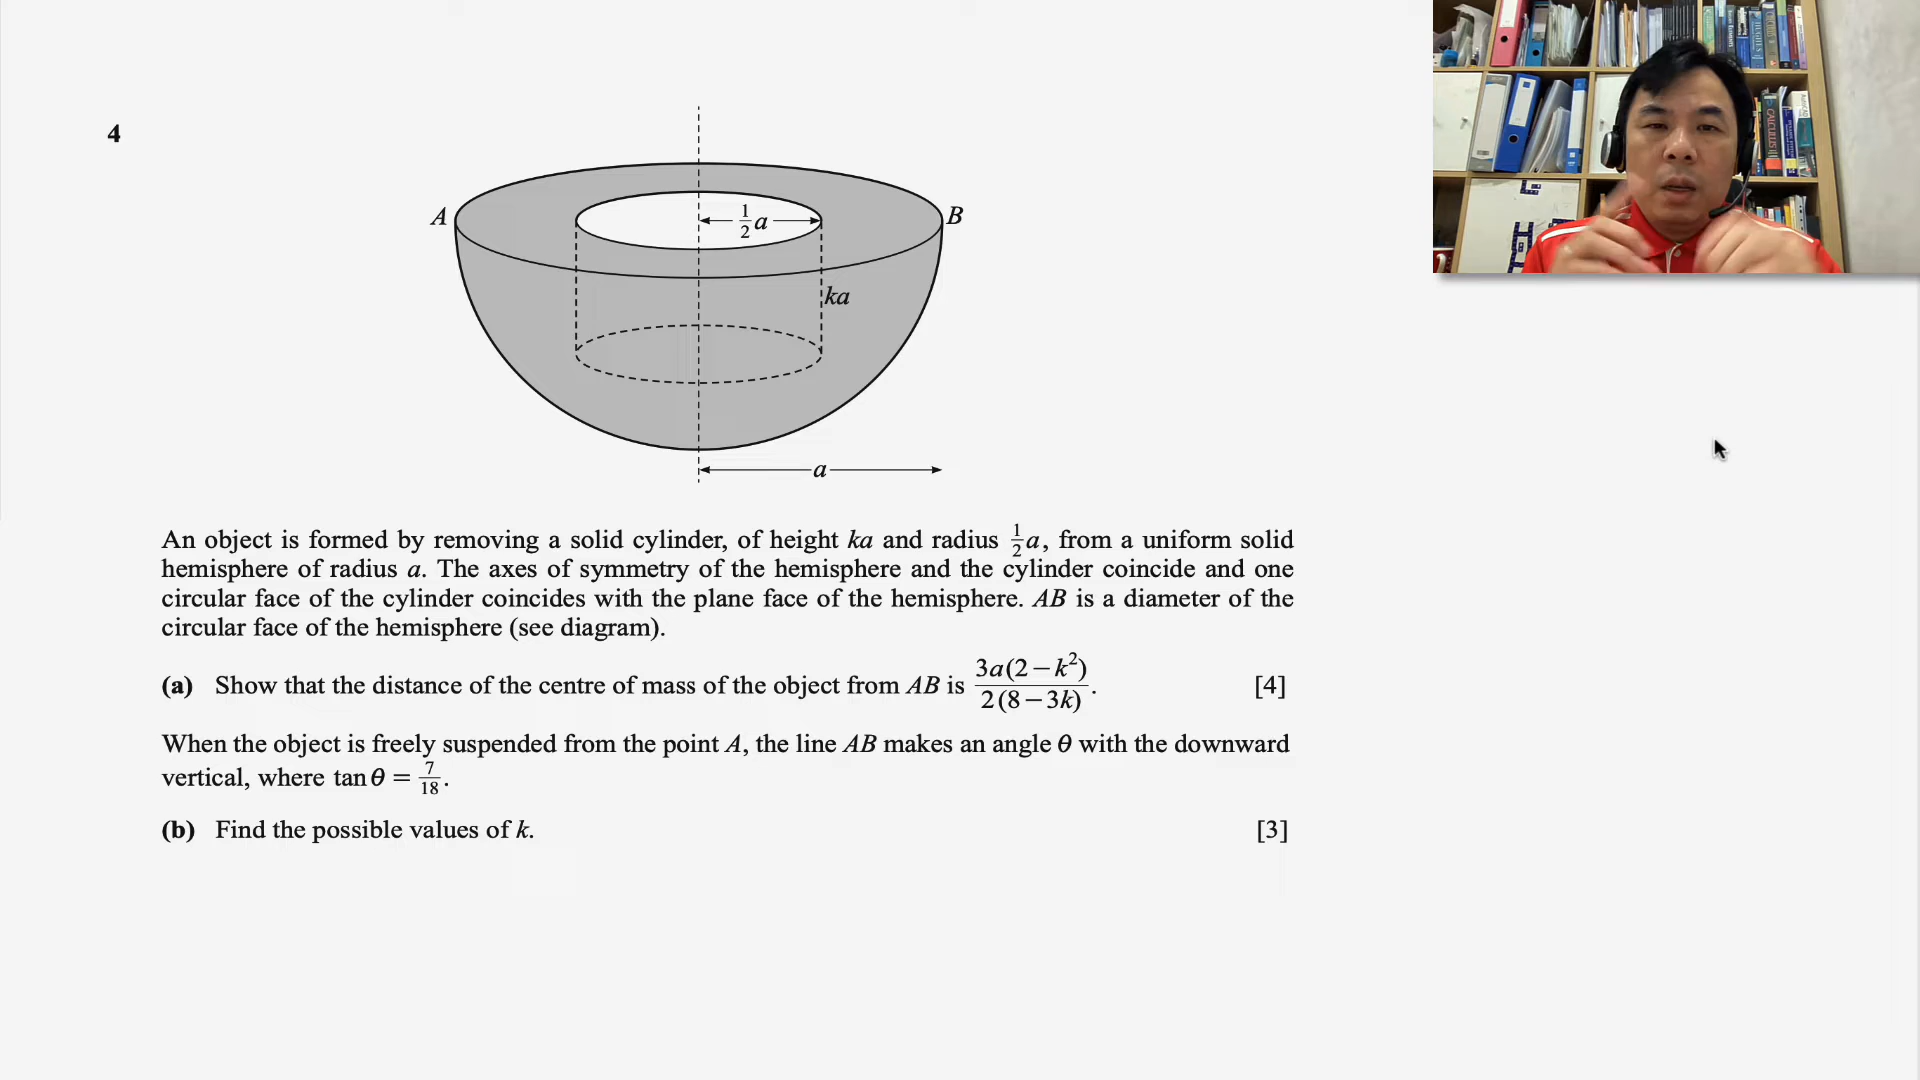 4
A
B
1/2 a
ka
a
An object is formed by removing a solid cylinder, of height ka and radius 1/2 a, from a uniform solid
hemisphere of radius a. The axes of symmetry of the hemisphere and the cylinder coincide and one
circular face of the cylinder coincides with the plane face of the hemisphere. AB is a diameter of the
circular face of the hemisphere (see diagram).
(a) Show that the distance of the centre of mass of the object from AB is 3a(2 – k²)/2(8 – 3k). [4]
When the object is freely suspended from the point A, the line AB makes an angle θ with the downward
vertical, where tan θ = 7/18.
(b) Find the possible values of k. [3]
CALCULUS